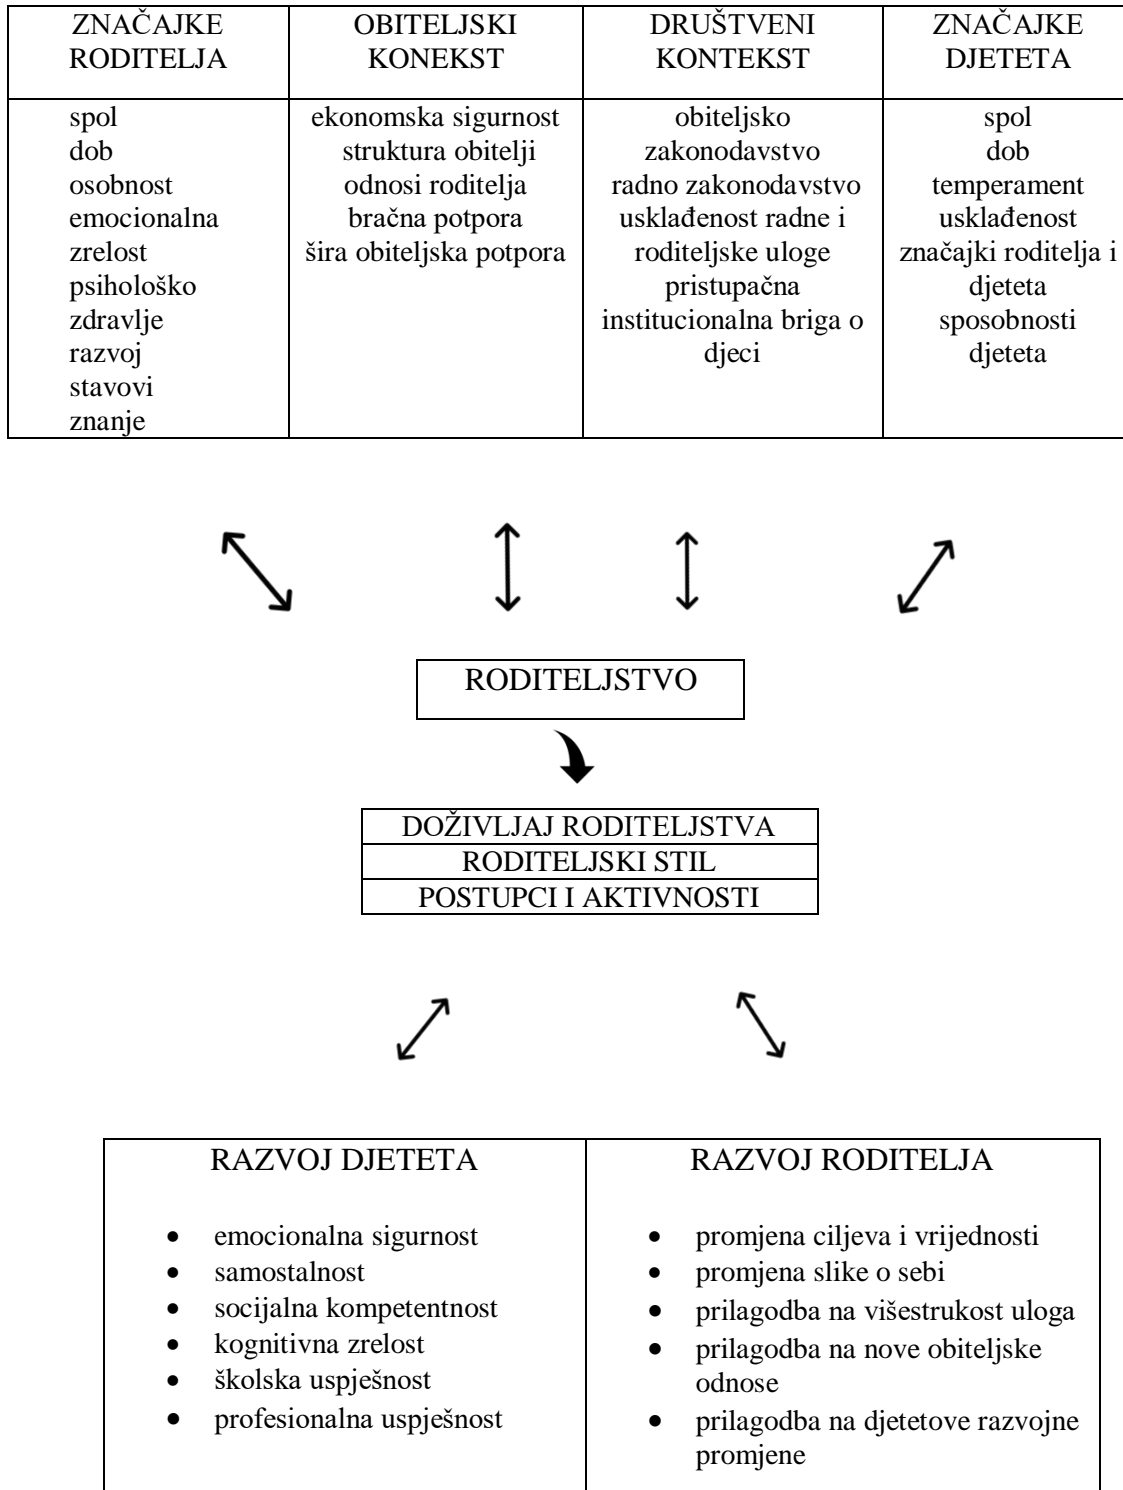 ZNAČAJKE
RODITELJA
OBITELJSKI
KONEKST
DRUŠTVENI
KONTEKST
ZNAČAJKE
DJETETA
spol
dob
osobnost
emocionalna
zrelost
psihološko
zdravlje
razvoj
stavovi
znanje
ekonomska sigurnost
struktura obitelji
odnosi roditelja
bračna potpora
šira obiteljska potpora
obiteljsko
zakonodavstvo
radno zakonodavstvo
usklađenost radne i
roditeljske uloge
pristupačna
institucionalna briga o
djeci
spol
dob
temperament
usklađenost
značajki roditelja i
djeteta
sposobnosti
djeteta
RODITELJSTVO
DOŽIVLJAJ RODITELJSTVA
RODITELJSKI STIL
POSTUPCI I AKTIVNOSTI
RAZVOJ DJETETA
• emocionalna sigurnost
• samostalnost
• socijalna kompetentnost
• kognitivna zrelost
• školska uspješnost
• profesionalna uspješnost
RAZVOJ RODITELJA
• promjena ciljeva i vrijednosti
• promjena slike o sebi
• prilagodba na višestrukost uloga
• prilagodba na nove obiteljske
odnose
• prilagodba na djetetove razvojne
promjene